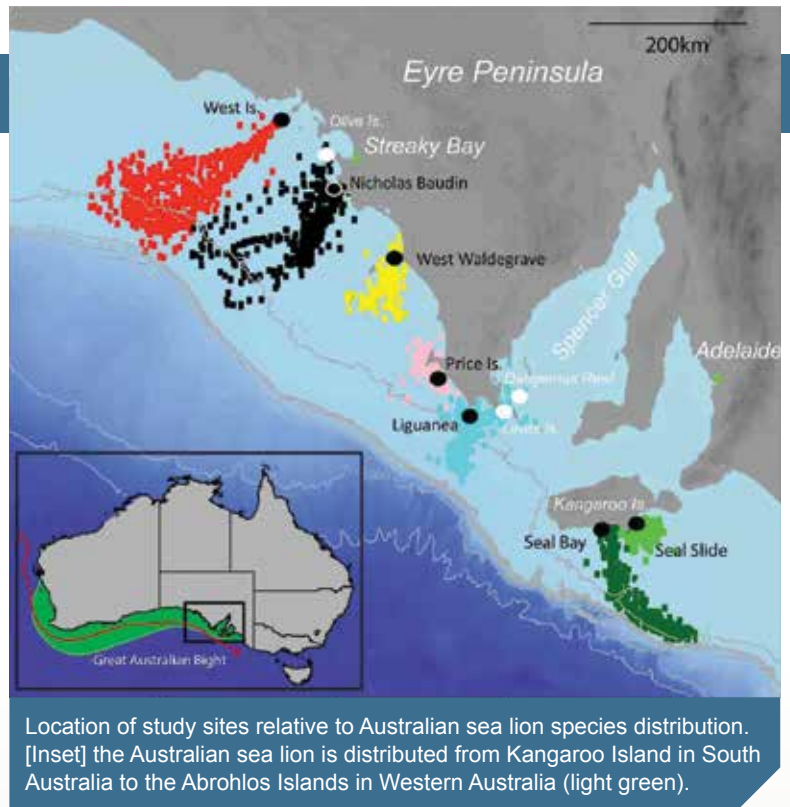 200km
Eyre Peninsula
West Is.
Olive Is.
Streaky Bay
Nicholas Baudin
West Waldegrave
Spencer Gulf
Adelaide
Price Is.
Dangerous Reef
Liguanea
Lewis Is.
Kangaroo Is.
Seal Bay
Seal Slide
Great Australian Bight
Location of study sites relative to Australian sea lion species distribution.
[Inset] the Australian sea lion is distributed from Kangaroo Island in South
Australia to the Abrohlos Islands in Western Australia (light green).